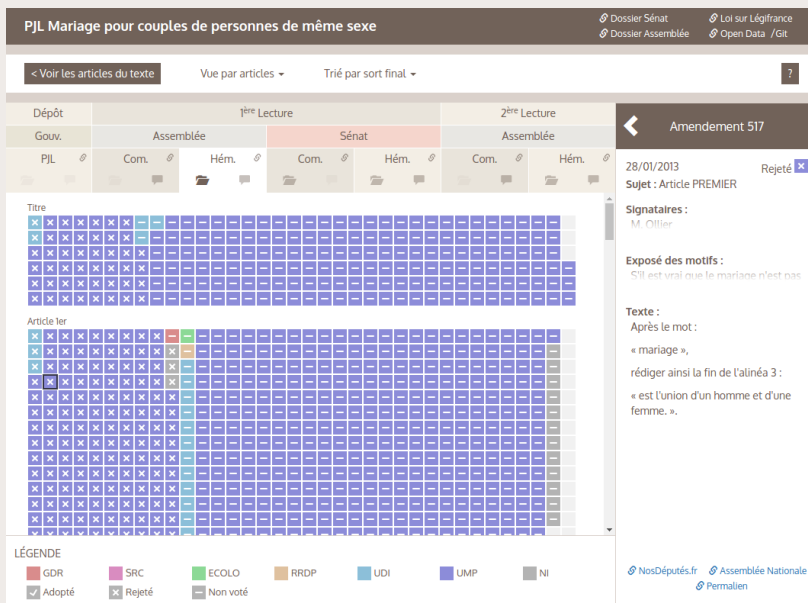 PJL Mariage pour couples de personnes de même sexe
Dossier Sénat Loi sur Légifrance
Dossier Assemblée Open Data /Git
< Voir les articles du texte Vue par articles Trié par sort final ?
Dépôt 1ère Lecture 2ère Lecture
Gouv. Assemblée Sénat Assemblée
PJL Com. Hém. Com. Hém. Com. Hém.
Titre
Article 1er
Amendement 517
28/01/2013 Rejeté
Sujet : Article PREMIER
Signataires :
M. Ollier
Exposé des motifs :
S'il est vrai que le mariage n'est pas
Texte :
Après le mot :
« mariage »,
rédiger ainsi la fin de l'alinéa 3 :
« est l'union d'un homme et d'une
femme. ».
LÉGENDE
GDR SRC ECOLO RRDP UDI UMP NI
Adopté Rejeté Non voté
NosDéputés.fr Assemblée Nationale
Permalien